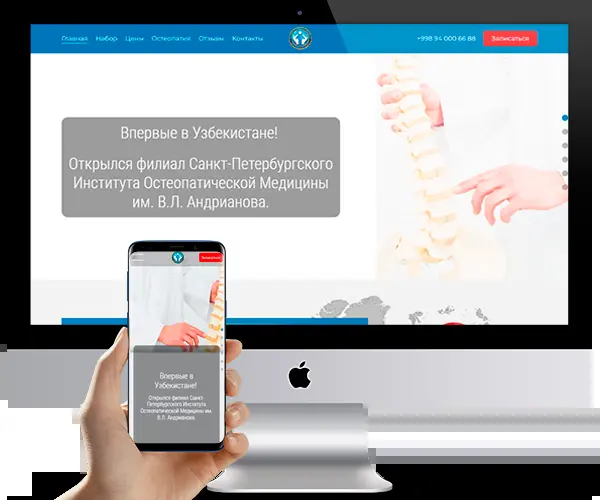 Главная Набор Цены Остеопатия Отзывы Контакты +998 94 000 66 88 Записаться
Впервые в Узбекистане!
Открылся филиал Санкт-Петербургского
Института Остеопатической Медицины
им. В.Л. Андрианова.
Записаться
Впервые в
Узбекистане!
Открылся филиал Санкт
Петербургского Института
Остеопатической Медицины им.
В.Л. Андрианова.